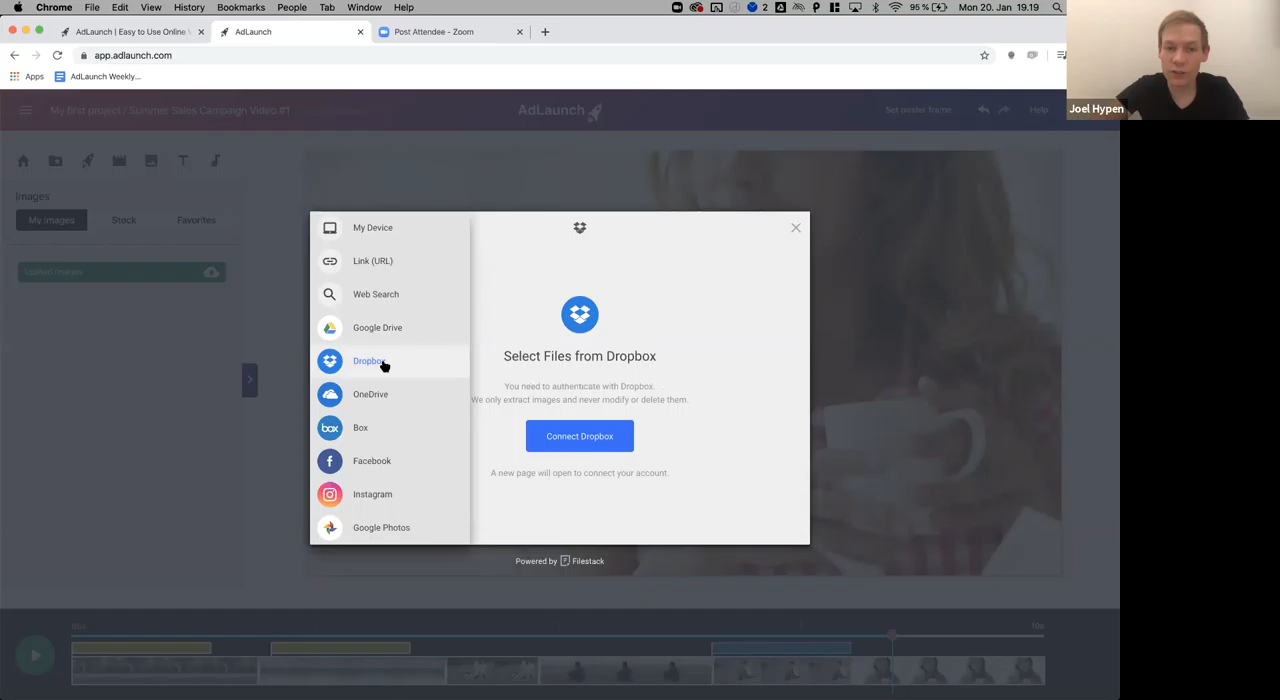 Chrome File Edit View History Bookmarks People Tab Window Help
2 95 % Mon 20. Jan 19.19
AdLaunch | Easy to Use Online
AdLaunch
Post Attendee - Zoom
app.adlaunch.com
Apps AdLaunch Weekly...
Joel Hypen
My first project / Summer Sales Campaign Video #1
AdLaunch
Set poster frame
Help
Images
My Images Stock Favorites
Upload images
My Device
Link (URL)
Web Search
Google Drive
Dropbox
OneDrive
box Box
Facebook
Instagram
Google Photos
Select Files from Dropbox
You need to authenticate with Dropbox.
We only extract images and never modify or delete them.
Connect Dropbox
A new page will open to connect your account.
Powered by Filestack
10s